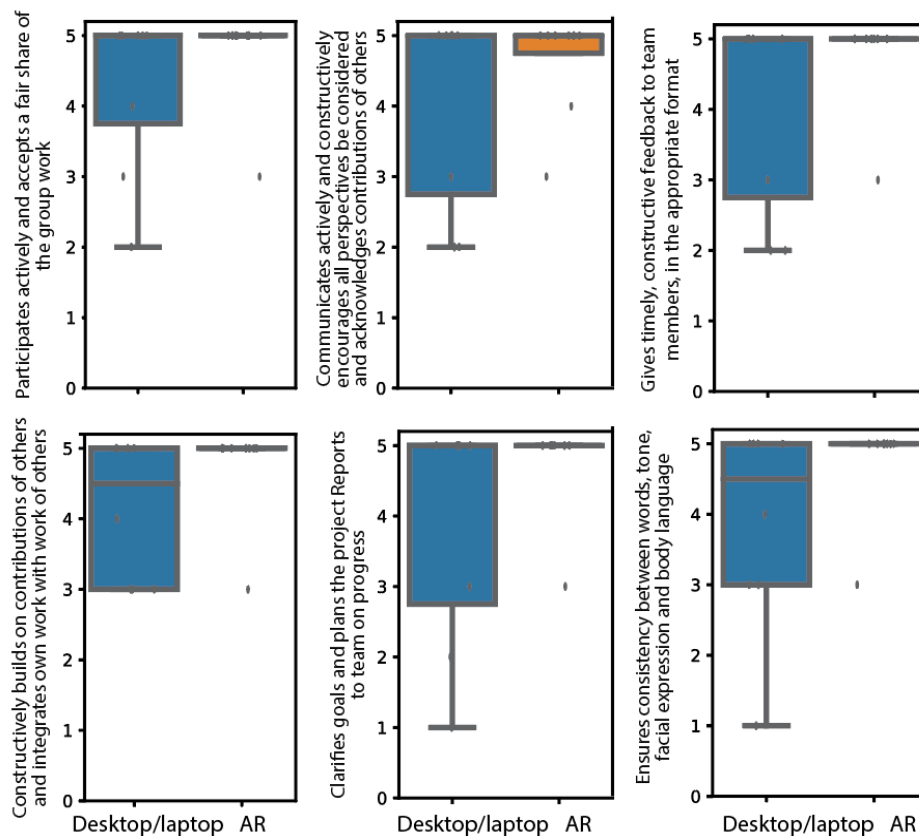 Participates actively and accepts a fair share of
the group work
5
4
3
2
1
0
Communicates actively and constructively
encourages all perspectives be considered
and acknowledges contributions of others
5
4
3
2
1
0
Gives timely, constructive feedback to team
members, in the appropriate format
5
4
3
2
1
0
Constructively builds on contributions of others
and integrates own work with work of others
5
4
3
2
1
0
Desktop/laptop AR
Clarifies goals and plans the project Reports
to team on progress
5
4
3
2
1
0
Desktop/laptop AR
Ensures consistency between words, tone,
facial expression and body language
5
4
3
2
1
0
Desktop/laptop AR